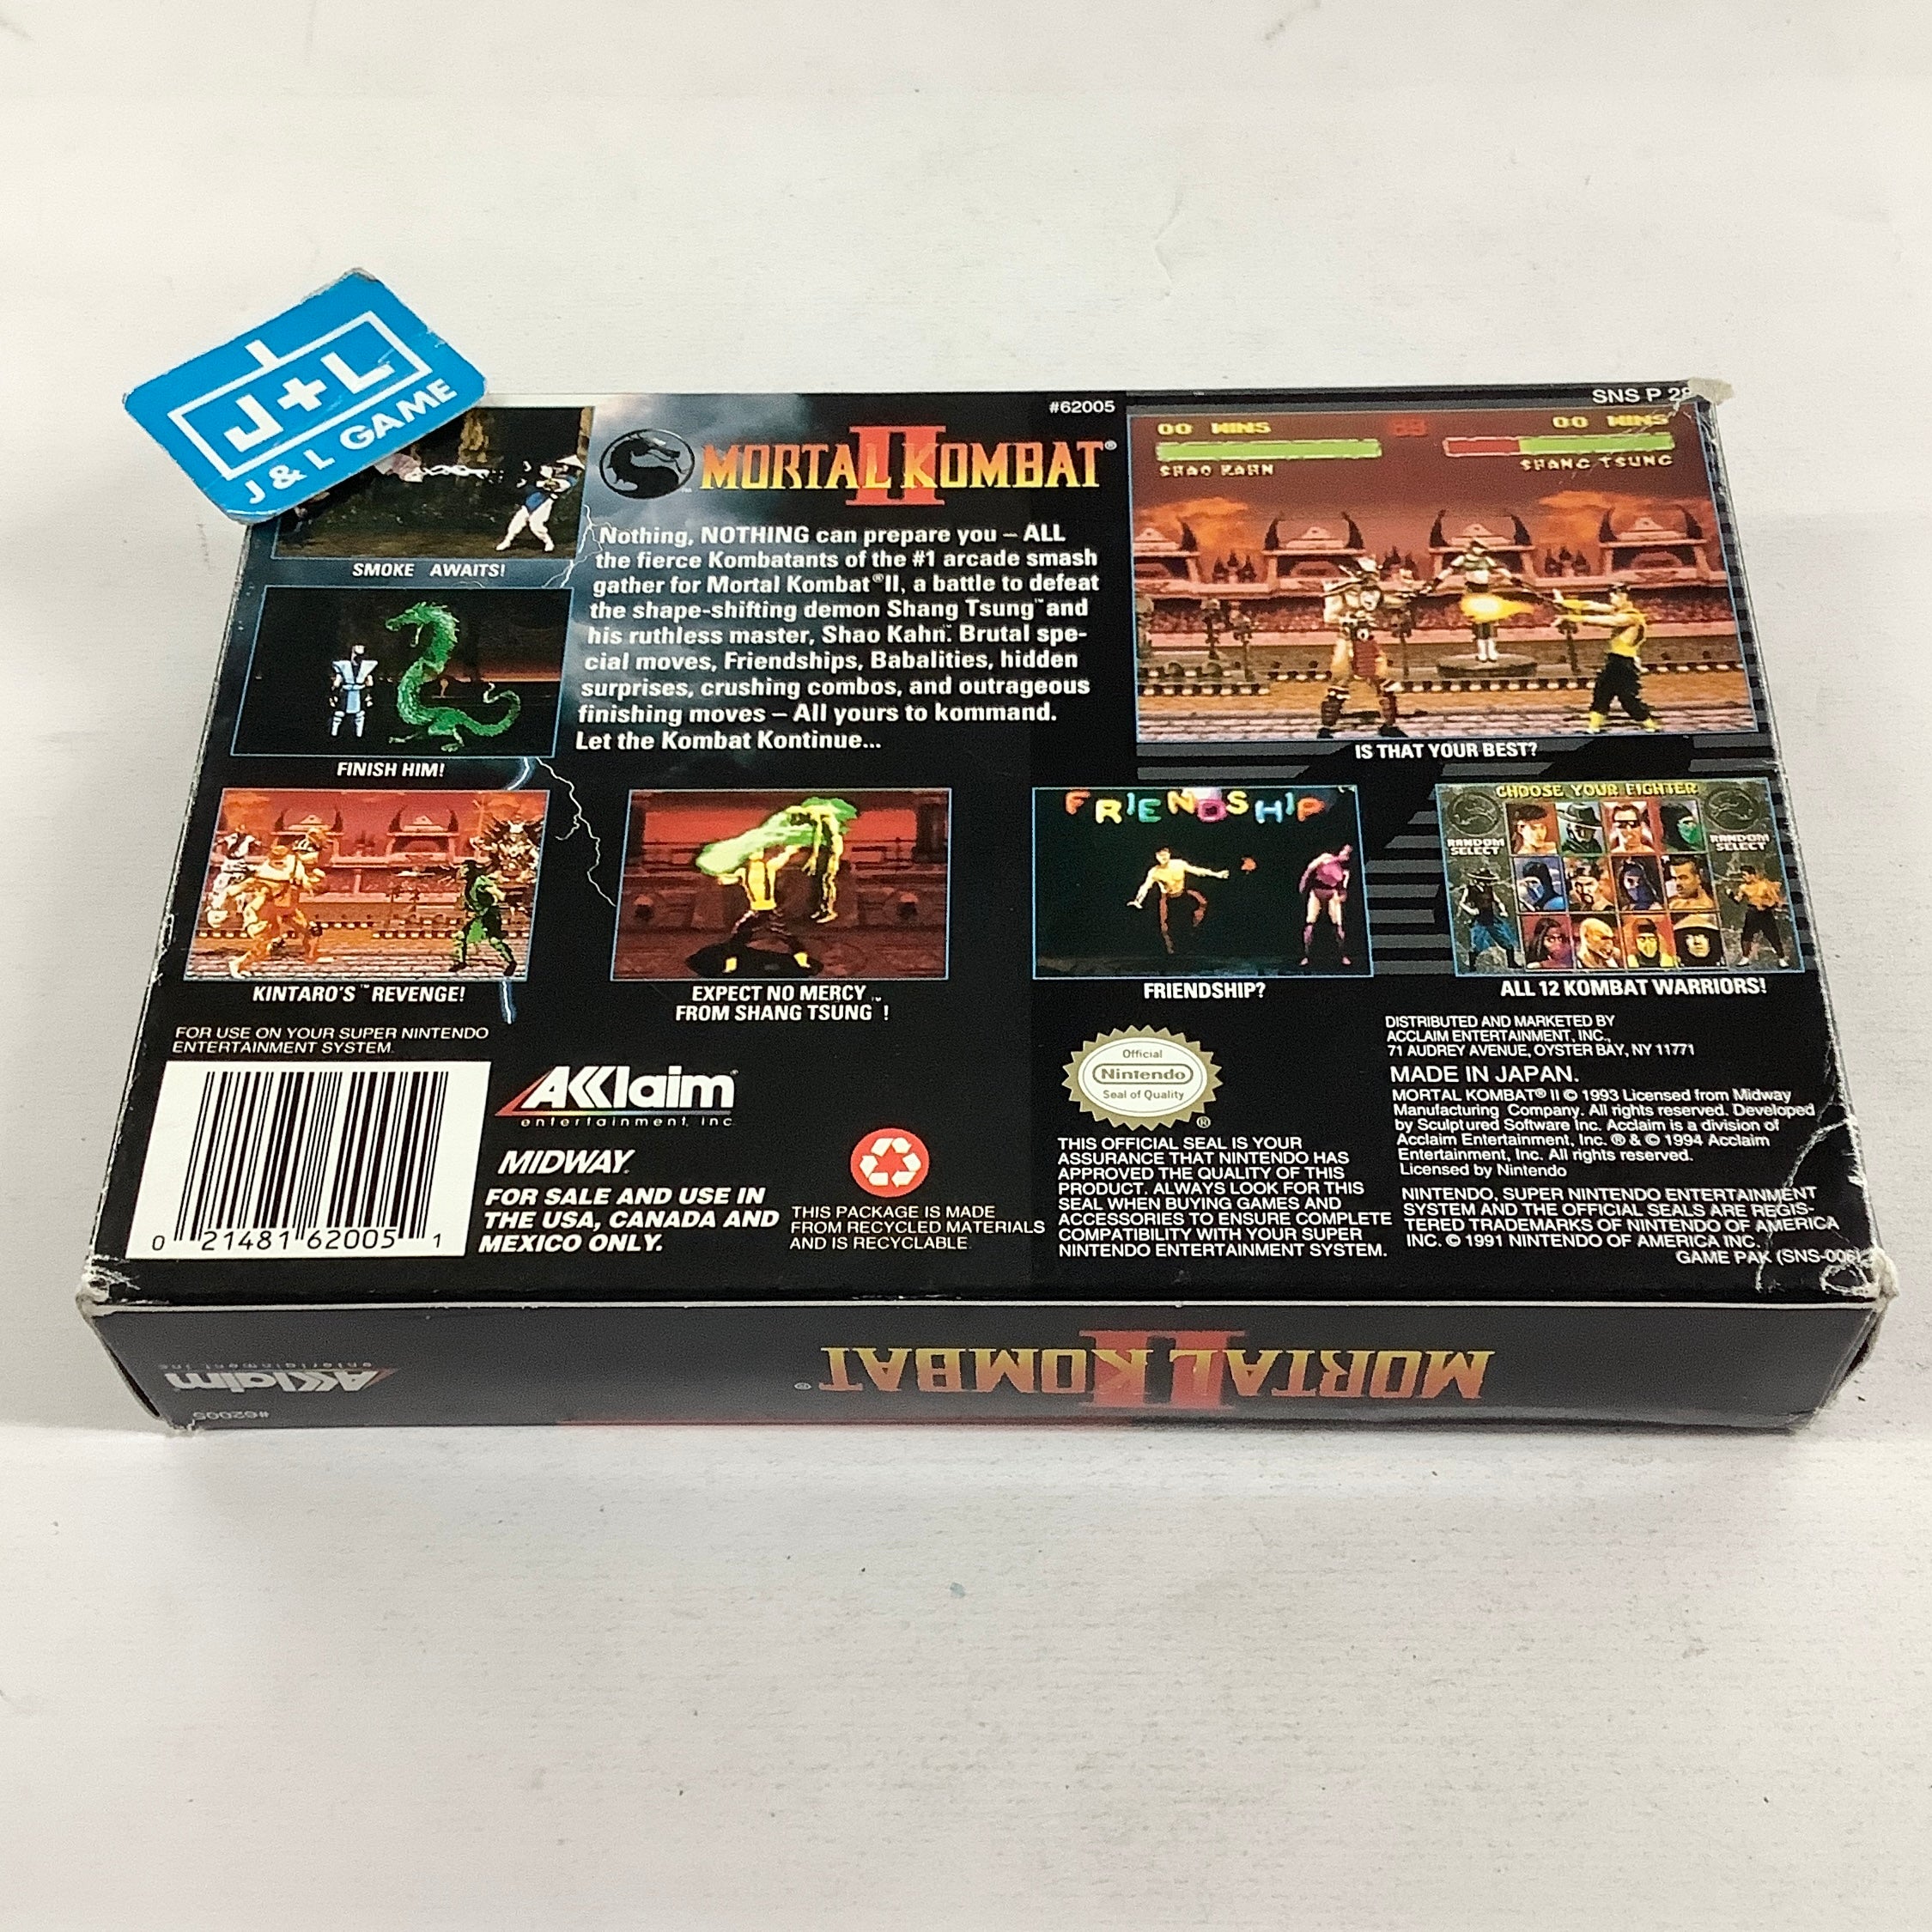 J+L
J & L GAME
#62005
SNS P 28
MORTAL KOMBAT®
II
Nothing, NOTHING can prepare you – ALL
the fierce Kombatants of the #1 arcade smash
gather for Mortal Kombat®II, a battle to defeat
the shape-shifting demon Shang Tsung™ and
his ruthless master, Shao Kahn™. Brutal spe-
cial moves, Friendships, Babalities, hidden
surprises, crushing combos, and outrageous
finishing moves – All yours to kommand.
Let the Kombat Kontinue...
SMOKE AWAITS!
FINISH HIM!
00 WINS
00 WINS
SHAO KAHN
SHANG TSUNG
IS THAT YOUR BEST?
KINTARO'S™ REVENGE!
EXPECT NO MERCY
FROM SHANG TSUNG™!
FRIENDSHIP
FRIENDSHIP?
CHOOSE YOUR FIGHTER
RANDOM
SELECT
RANDOM
SELECT
ALL 12 KOMBAT WARRIORS!
FOR USE ON YOUR SUPER NINTENDO
ENTERTAINMENT SYSTEM.
0 21481 62005 1
AKKlaim
entertainment, inc.
MIDWAY.
FOR SALE AND USE IN
THE USA, CANADA AND
MEXICO ONLY.
THIS PACKAGE IS MADE
FROM RECYCLED MATERIALS
AND IS RECYCLABLE.
Official
Nintendo
Seal of Quality
®
THIS OFFICIAL SEAL IS YOUR
ASSURANCE THAT NINTENDO HAS
APPROVED THE QUALITY OF THIS
PRODUCT. ALWAYS LOOK FOR THIS
SEAL WHEN BUYING GAMES AND
ACCESSORIES TO ENSURE COMPLETE
COMPATIBILITY WITH YOUR SUPER
NINTENDO ENTERTAINMENT SYSTEM.
DISTRIBUTED AND MARKETED BY
ACCLAIM ENTERTAINMENT, INC.,
71 AUDREY AVENUE, OYSTER BAY, NY 11771
MADE IN JAPAN.
MORTAL KOMBAT® II © 1993 Licensed from Midway
Manufacturing Company. All rights reserved. Developed
by Sculptured Software Inc. Acclaim is a division of
Acclaim Entertainment, Inc. ® & © 1994 Acclaim
Entertainment, Inc. All rights reserved.
Licensed by Nintendo
NINTENDO, SUPER NINTENDO ENTERTAINMENT
SYSTEM AND THE OFFICIAL SEALS ARE REGIS-
TERED TRADEMARKS OF NINTENDO OF AMERICA
INC. © 1991 NINTENDO OF AMERICA INC.
GAME PAK (SNS-006)
MORTAL KOMBAT®
II
AKKlaim
entertainment, inc
#62005